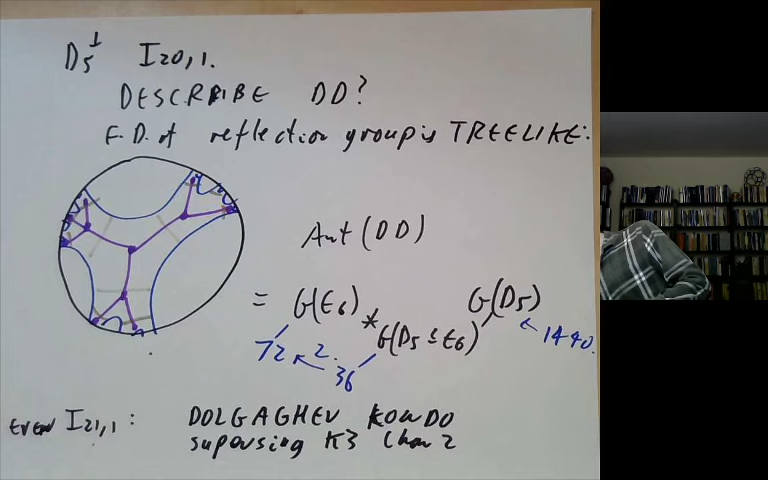 D5⊥ I20,1.
DESCRIBE DD?
F.D. of reflection group is TREELIKE:
Aut(DD)
= G(E6) * G(D5)
G(D5 ≤ E6)
72 2. 36 1440.
EVEN I21,1: DOLGAGHEV KONDO
supersing K3 Char 2